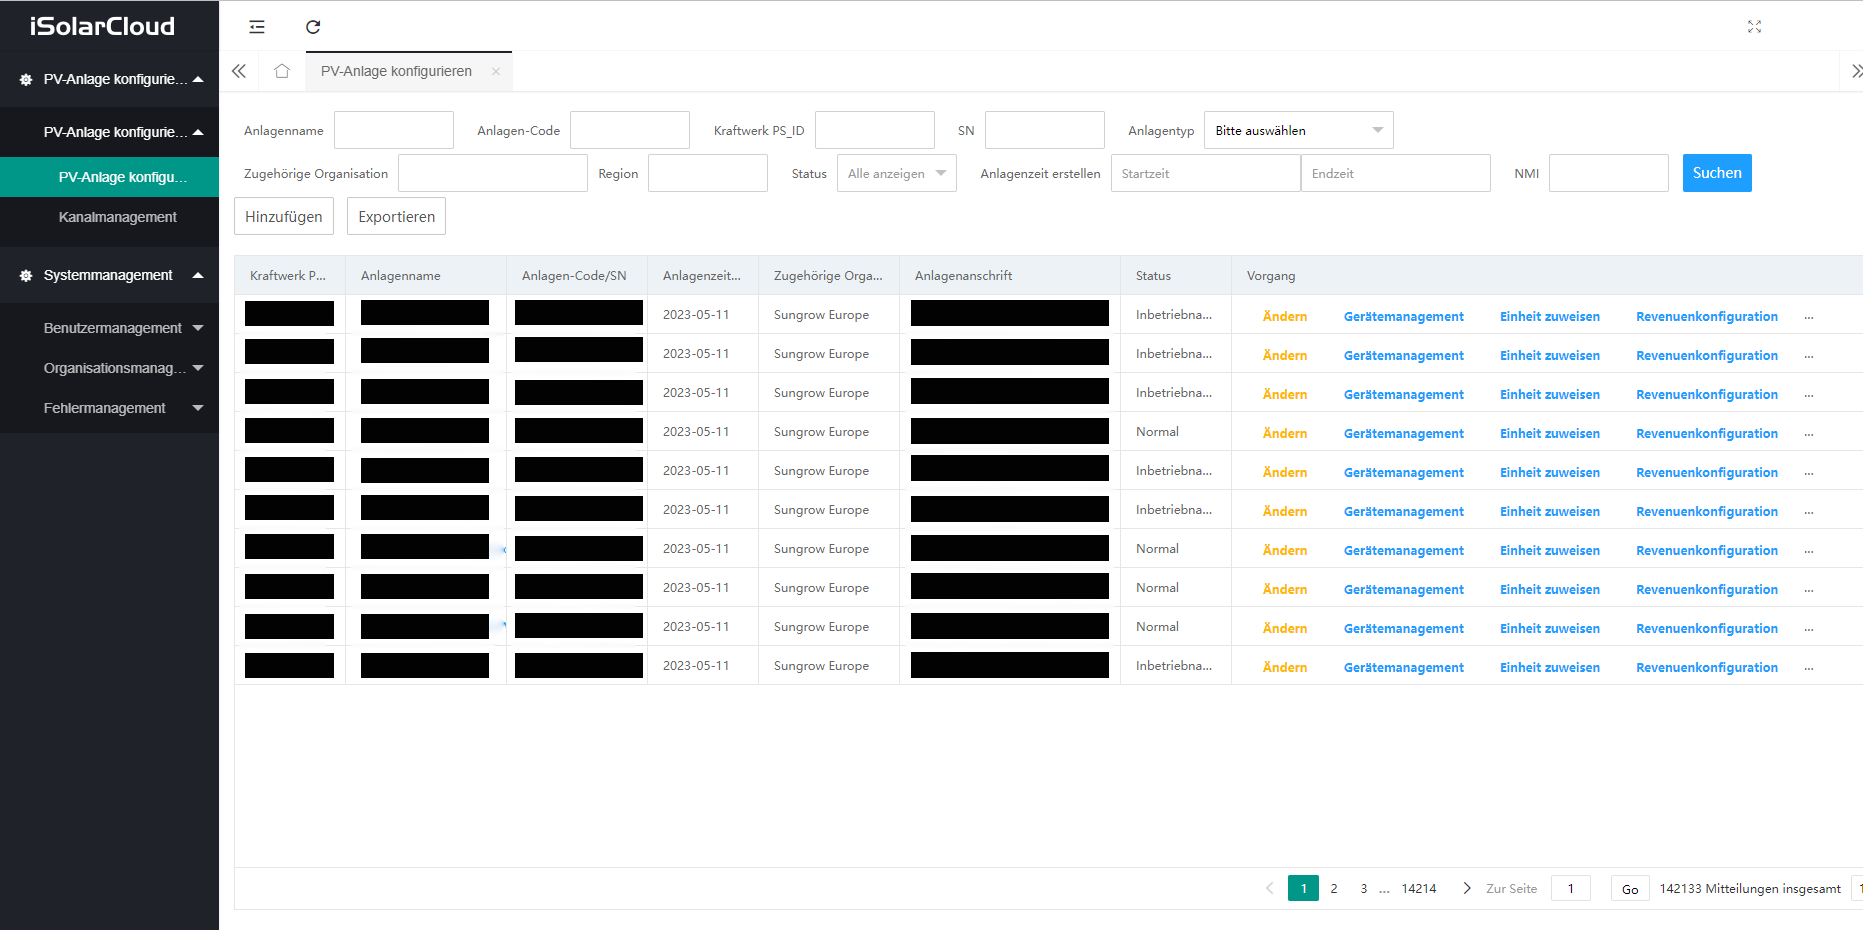 iSolarCloud
PV-Anlage konfigurie...
PV-Anlage konfigurie...
PV-Anlage konfigu...
Kanalmanagement
Systemmanagement
Benutzermanagement
Organisationsmanag...
Fehlermanagement
PV-Anlage konfigurieren
Anlagenname Anlagen-Code Kraftwerk PS_ID SN Anlagentyp Bitte auswählen
Zugehörige Organisation Region Status Alle anzeigen Anlagenzeit erstellen Startzeit Endzeit NMI Suchen
Hinzufügen Exportieren
Kraftwerk P... Anlagenname Anlagen-Code/SN Anlagenzeit... Zugehörige Orga... Anlagenanschrift Status Vorgang
2023-05-11 Sungrow Europe Inbetriebna... Ändern Gerätemanagement Einheit zuweisen Revenuenkonfiguration ...
2023-05-11 Sungrow Europe Inbetriebna... Ändern Gerätemanagement Einheit zuweisen Revenuenkonfiguration ...
2023-05-11 Sungrow Europe Inbetriebna... Ändern Gerätemanagement Einheit zuweisen Revenuenkonfiguration ...
2023-05-11 Sungrow Europe Normal Ändern Gerätemanagement Einheit zuweisen Revenuenkonfiguration ...
2023-05-11 Sungrow Europe Inbetriebna... Ändern Gerätemanagement Einheit zuweisen Revenuenkonfiguration ...
2023-05-11 Sungrow Europe Inbetriebna... Ändern Gerätemanagement Einheit zuweisen Revenuenkonfiguration ...
2023-05-11 Sungrow Europe Normal Ändern Gerätemanagement Einheit zuweisen Revenuenkonfiguration ...
2023-05-11 Sungrow Europe Normal Ändern Gerätemanagement Einheit zuweisen Revenuenkonfiguration ...
2023-05-11 Sungrow Europe Normal Ändern Gerätemanagement Einheit zuweisen Revenuenkonfiguration ...
2023-05-11 Sungrow Europe Inbetriebna... Ändern Gerätemanagement Einheit zuweisen Revenuenkonfiguration ...
1 2 3 ... 14214 Zur Seite 1 Go 142133 Mitteilungen insgesamt